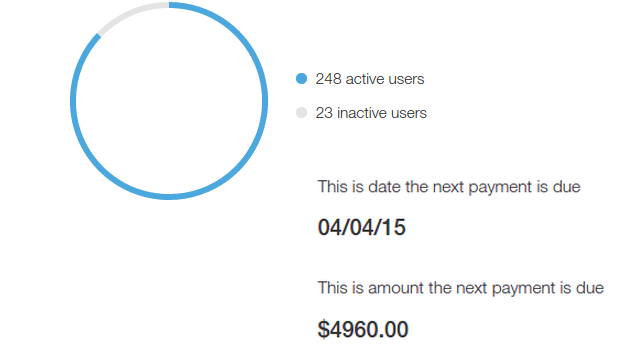 248 active users
23 inactive users
This is date the next payment is due
04/04/15
This is amount the next payment is due
$4960.00